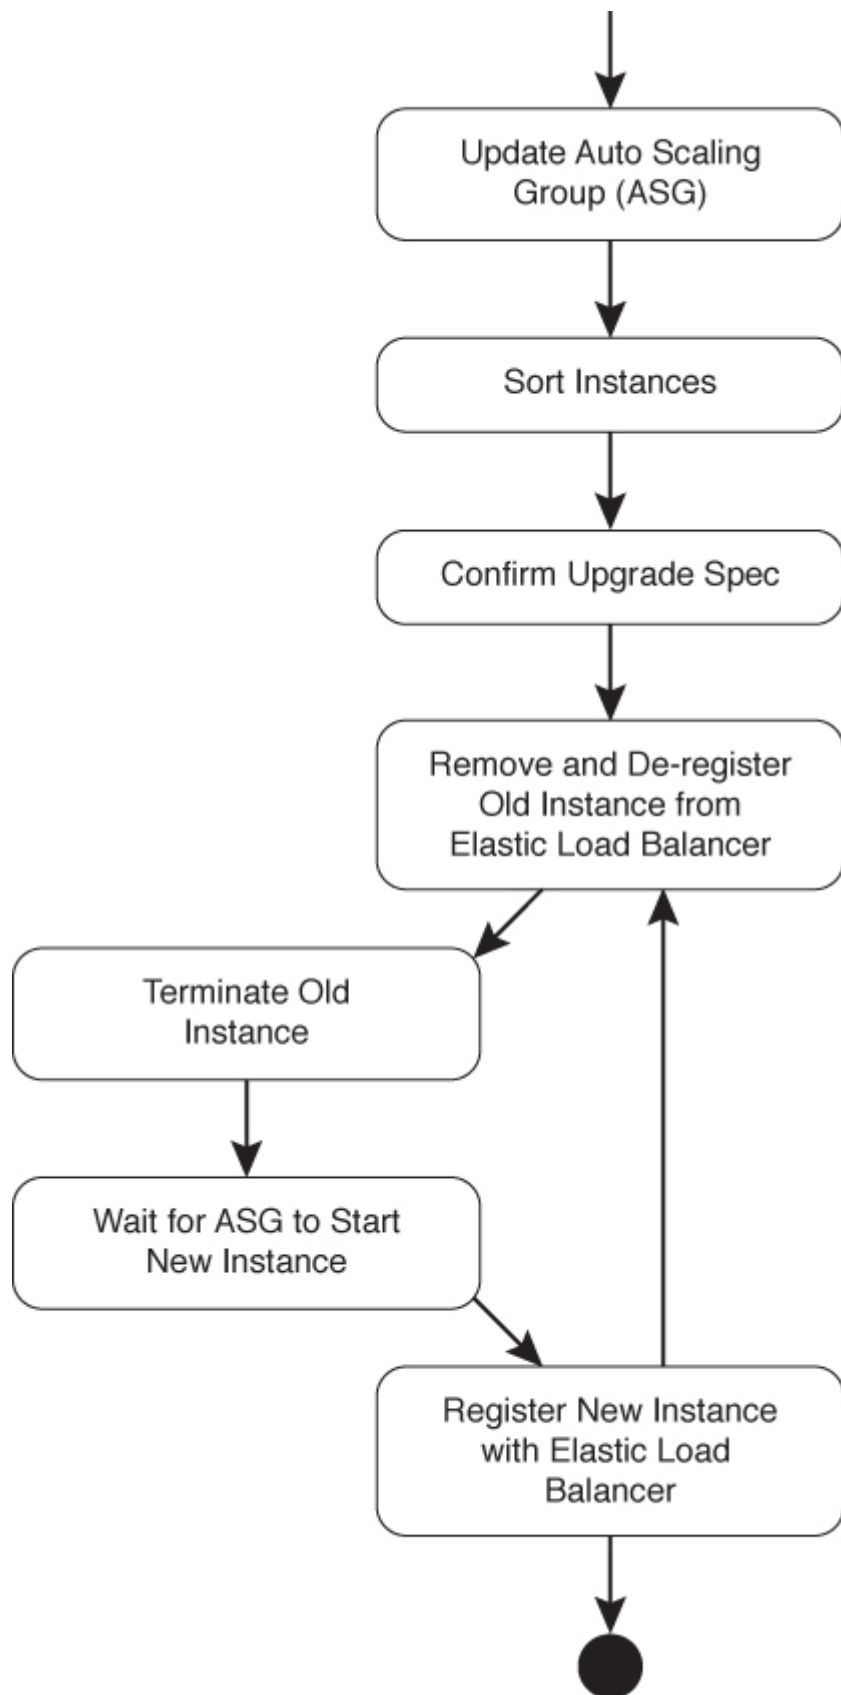 Update Auto Scaling
Group (ASG)
Sort Instances
Confirm Upgrade Spec
Remove and De-register
Old Instance from
Elastic Load Balancer
Terminate Old
Instance
Wait for ASG to Start
New Instance
Register New Instance
with Elastic Load
Balancer